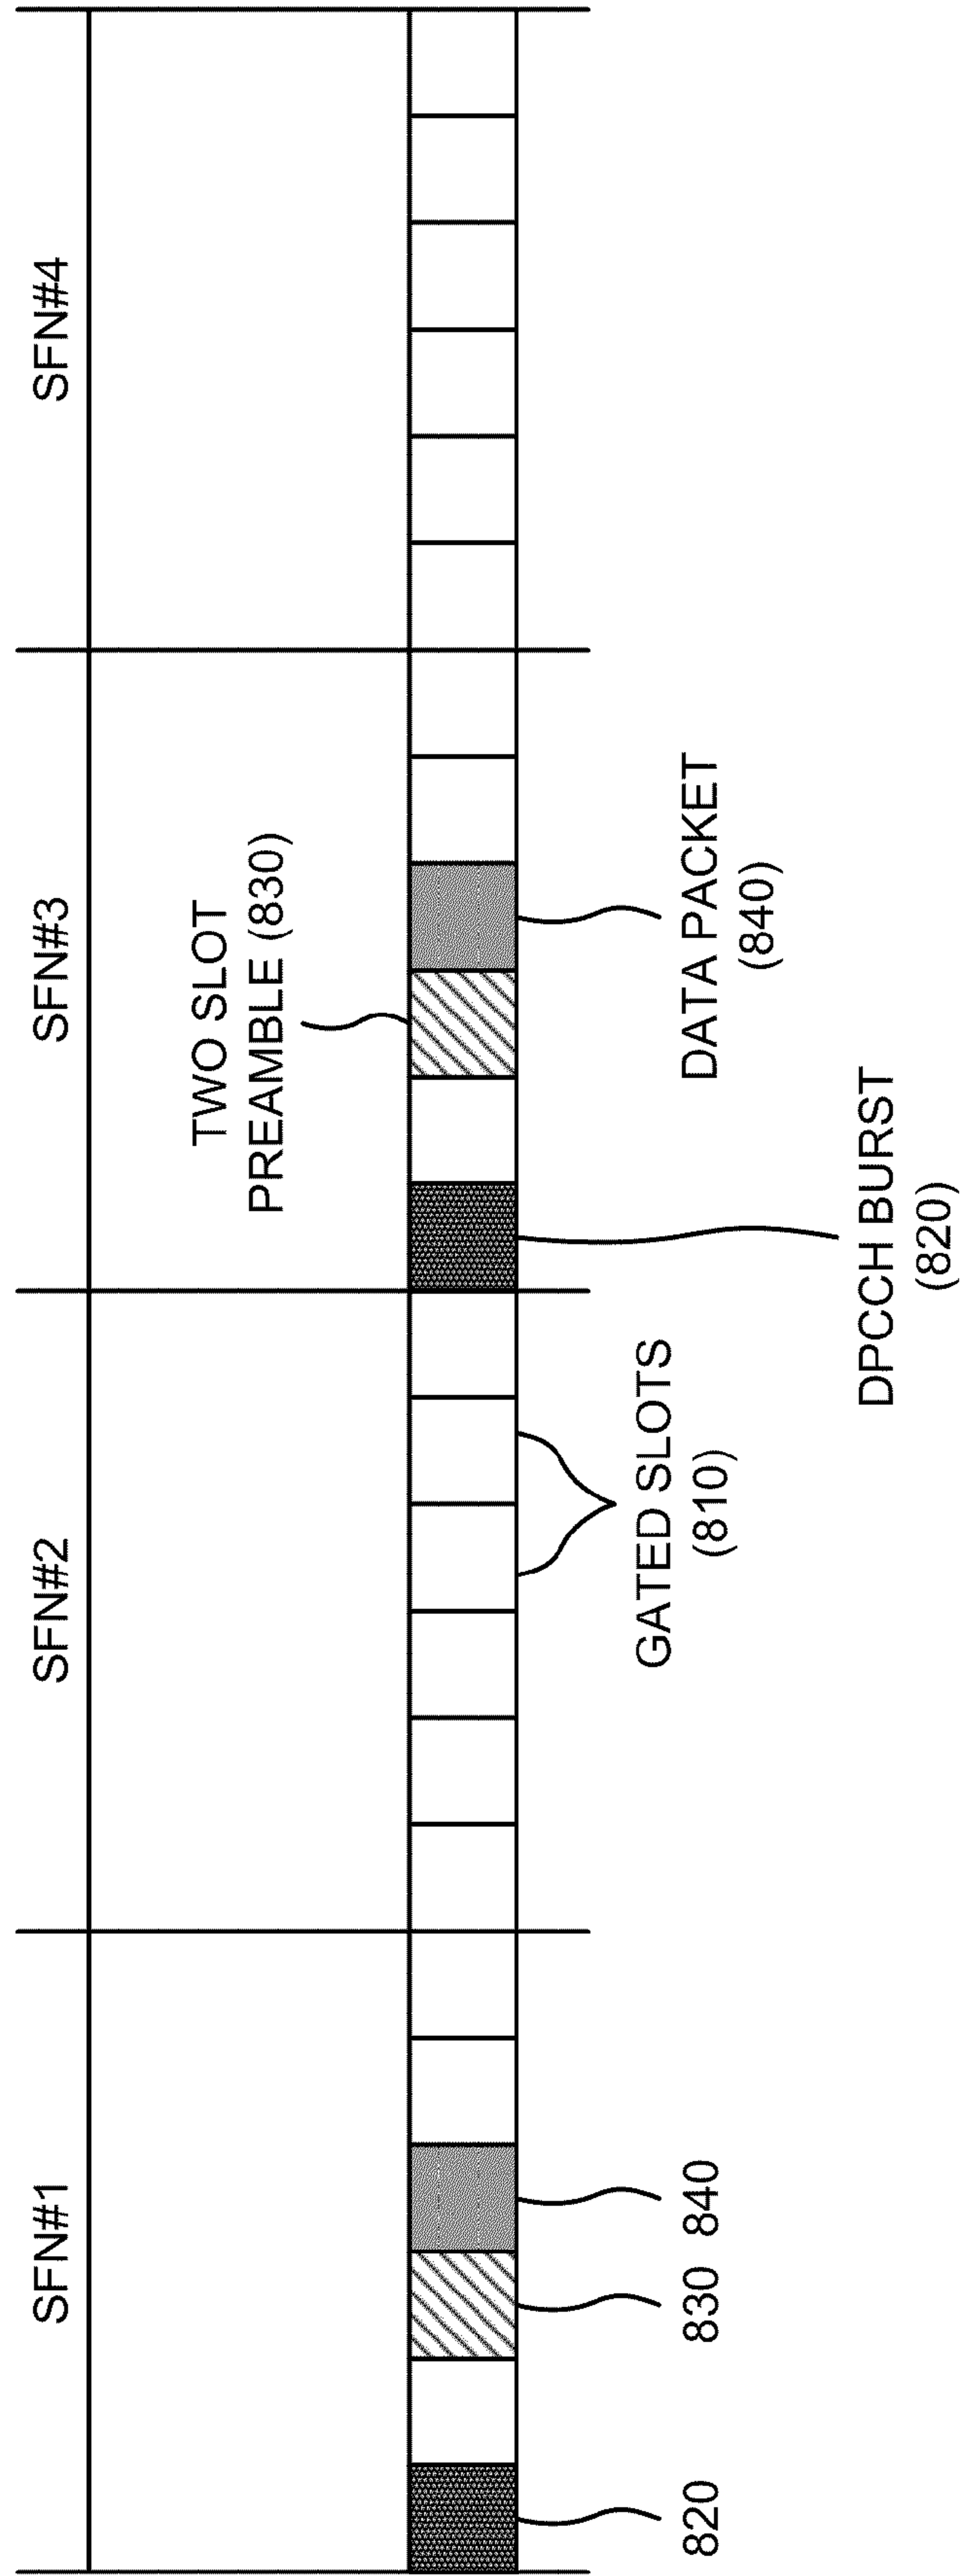 SFN#1
SFN#2
SFN#3
SFN#4
TWO SLOT
PREAMBLE (830)
820
830
840
GATED SLOTS
(810)
DPCCH BURST
(820)
DATA PACKET
(840)